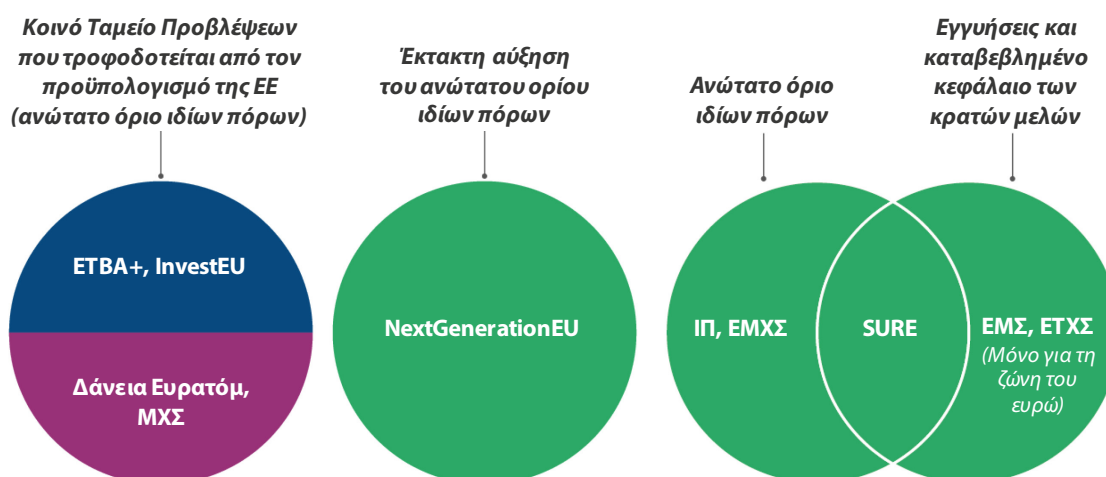 Κοινό Ταμείο Προβλέψεων
που τροφοδοτείται από τον
προϋπολογισμό της ΕΕ
(ανώτατο όριο ιδίων πόρων)
Έκτακτη αύξηση
του ανώτατου ορίου
ιδίων πόρων
Ανώτατο όριο
ιδίων πόρων
Εγγυήσεις και
καταβεβλημένο
κεφάλαιο των
κρατών μελών
ΕΤΒΑ+, InvestEU
Δάνεια Ευρατόμ,
ΜΧΣ
NextGenerationEU
ΙΠ, ΕΜΧΣ
SURE
ΕΜΣ, ΕΤΧΣ
(Μόνο για τη
ζώνη του
ευρώ)